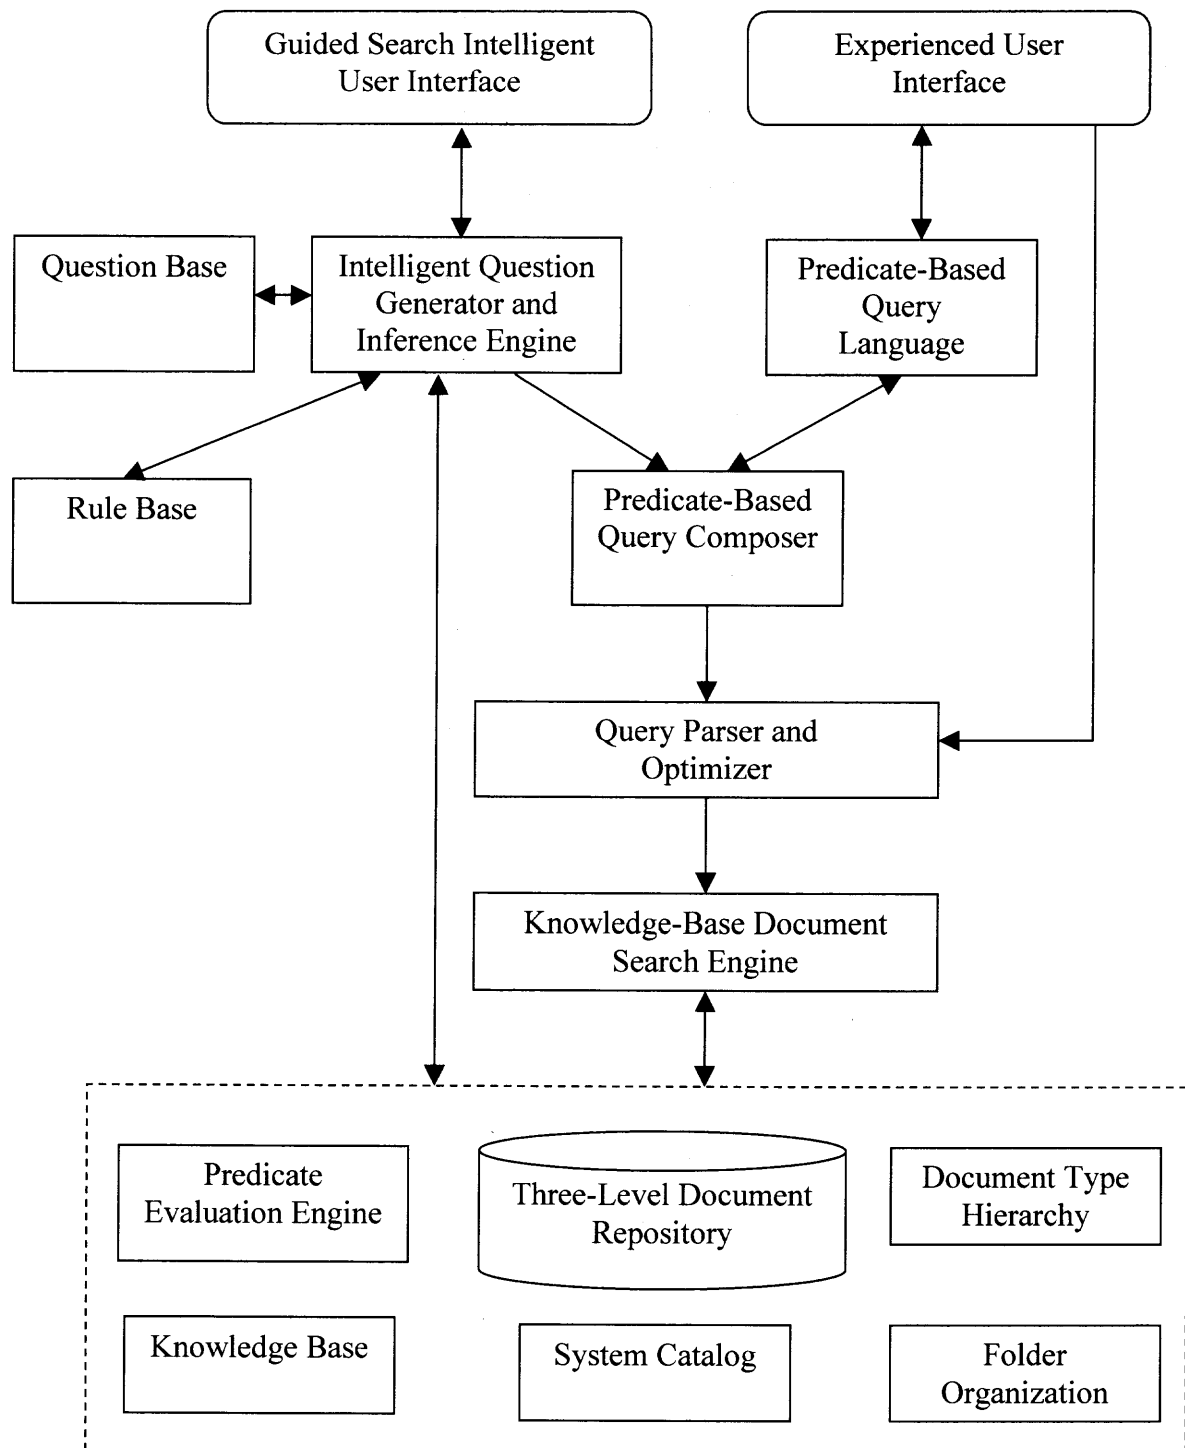 Guided Search Intelligent
User Interface
Experienced User
Interface
Question Base
Intelligent Question
Generator and
Inference Engine
Predicate-Based
Query
Language
Rule Base
Predicate-Based
Query Composer
Query Parser and
Optimizer
Knowledge-Base Document
Search Engine
Predicate
Evaluation Engine
Three-Level Document
Repository
Document Type
Hierarchy
Knowledge Base
System Catalog
Folder
Organization